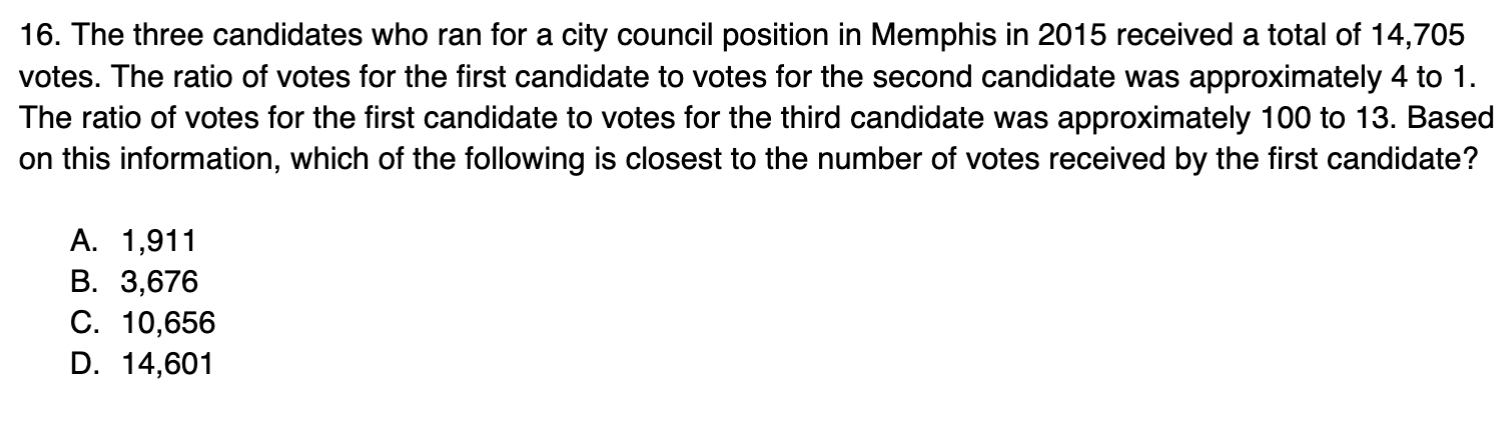 16. The three candidates who ran for a city council position in Memphis in 2015 received a total of 14,705
votes. The ratio of votes for the first candidate to votes for the second candidate was approximately 4 to 1.
The ratio of votes for the first candidate to votes for the third candidate was approximately 100 to 13. Based
on this information, which of the following is closest to the number of votes received by the first candidate?
A. 1,911
B. 3,676
C. 10,656
D. 14,601